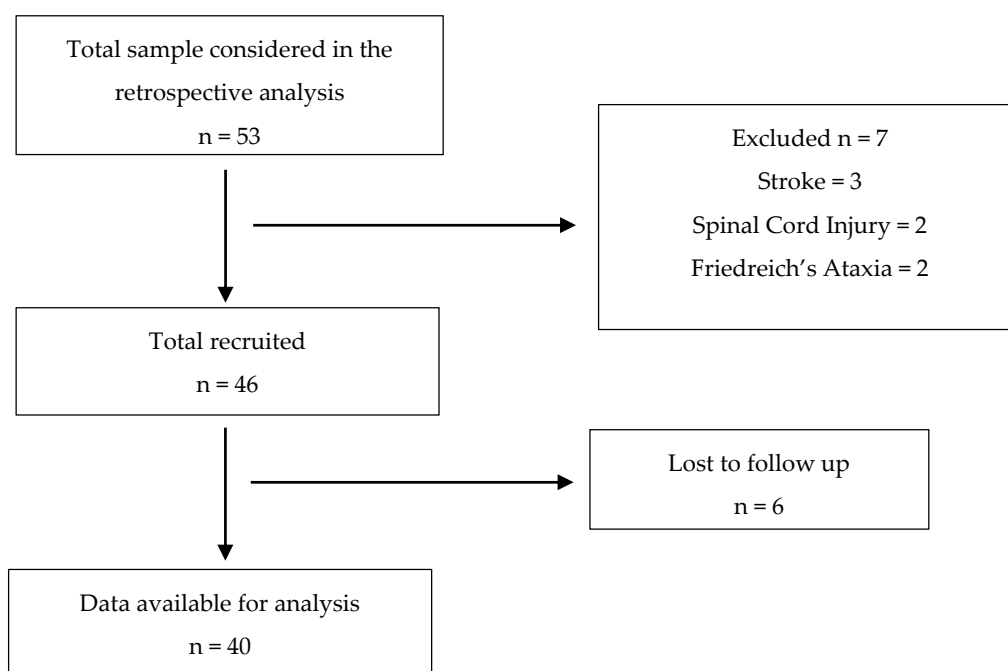 Total sample considered in the
retrospective analysis
n = 53
Excluded n = 7
Stroke = 3
Spinal Cord Injury = 2
Friedreich’s Ataxia = 2
Total recruited
n = 46
Lost to follow up
n = 6
Data available for analysis
n = 40